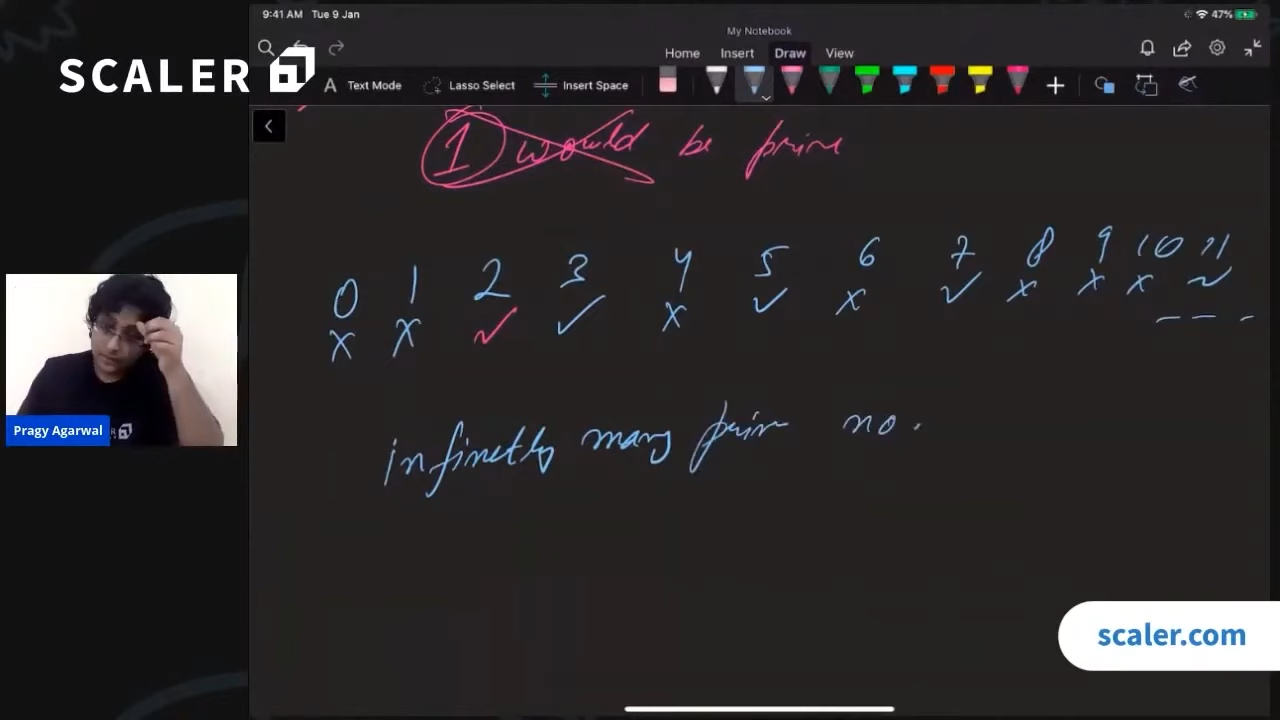 9:41 AM Tue 9 Jan
47%
My Notebook
Home Insert Draw View
SCALER
Text Mode Lasso Select Insert Space
1 would be prime
0 1 2 3 4 5 6 7 8 9 10 11
x x ✓ ✓ x ✓ x ✓ x x x ✓
- - -
infinetly many prime no.
Pragy Agarwal
scaler.com